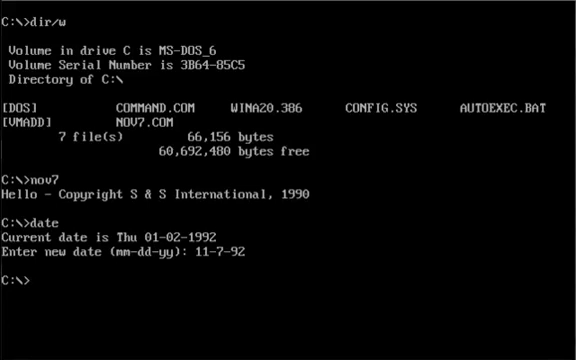 C:\>dir/w
Volume in drive C is MS-DOS_6
Volume Serial Number is 3B64-85C5
Directory of C:\
[DOS] COMMAND.COM WINA20.386 CONFIG.SYS AUTOEXEC.BAT
[VMADD] NOV7.COM
7 file(s) 66,156 bytes
60,692,480 bytes free
C:\>nov7
Hello - Copyright S & S International, 1990
C:\>date
Current date is Thu 01-02-1992
Enter new date (mm-dd-yy): 11-7-92
C:\>